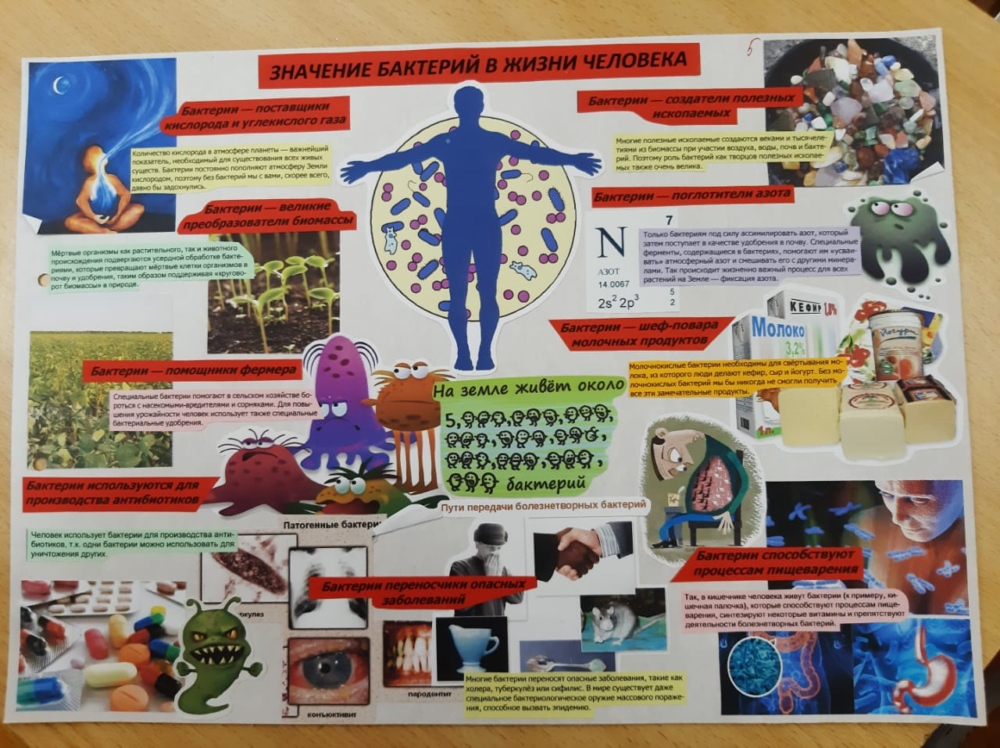 ЗНАЧЕНИЕ БАКТЕРИЙ В ЖИЗНИ ЧЕЛОВЕКА
5
Бактерии — поставщики
кислорода и углекислого газа
Количество кислорода в атмосфере планеты — важнейший
показатель, необходимый для существования всех живых
существ. Бактерии постоянно пополняют атмосферу Земли
кислородом, поэтому без бактерий мы с вами, скорее всего,
давно бы задохнулись.
Бактерии — великие
преобразователи биомассы
Мёртвые организмы как растительного, так и животного
происхождения подвергаются усердной обработке бакте-
риями, которые превращают мёртвые клетки организмов в
почву и удобрения, таким образом поддерживая «кругово-
рот биомассы» в природе.
Бактерии — помощники фермера
Специальные бактерии помогают в сельском хозяйстве бо-
роться с насекомыми-вредителями и сорняками. Для повы-
шения урожайности человек использует также специальные
бактериальные удобрения.
Бактерии используются для
производства антибиотиков
Человек использует бактерии для производства анти-
биотиков, т.к. одни бактерии можно использовать для
уничтожения других.
Бактерии — создатели полезных
ископаемых
Многие полезные ископаемые создаются веками и тысячеле-
тиями из биомассы при участии воздуха, воды, почв и бакте-
рий. Поэтому роль бактерий как творцов полезных ископае-
мых также очень велика.
Бактерии — поглотители азота
7
N
АЗОТ
14.0067
5
2s² 2p³
2
Только бактериям под силу ассимилировать азот, который
затем поступает в качестве удобрения в почву. Специальные
ферменты, содержащиеся в бактериях, помогают им «усваи-
вать» атмосферный азот и смешивать его с другими минера-
лами. Так происходит жизненно важный процесс для всех
растений на Земле — фиксация азота.
Бактерии — шеф-повара
молочных продуктов
КЕФИР 1,0%
Молоко
3,2%
Йогурт
1л.
Молочнокислые бактерии необходимы для свёртывания мо-
лока, из которого люди делают кефир, сыр и йогурт. Без мо-
лочнокислых бактерий мы бы никогда не смогли получить
все эти замечательные продукты.
На земле живёт около
5,
бактерий
Пути передачи болезнетворных бактерий
Патогенные бактери
Бактерии переносчики опасных
заболеваний
конъюктивит
пародонтит
Многие бактерии переносят опасные заболевания, такие как
холера, туберкулёз или сифилис. В мире существует даже
специальное бактериологическое оружие массового пораже-
ния, способное вызвать эпидемию.
Бактерии способствуют
процессам пищеварения
Так, в кишечнике человека живут бактерии (к примеру, ки-
шечная палочка), которые способствуют процессам пище-
варения, синтезируют некоторые витамины и препятствуют
деятельности болезнетворных бактерий.